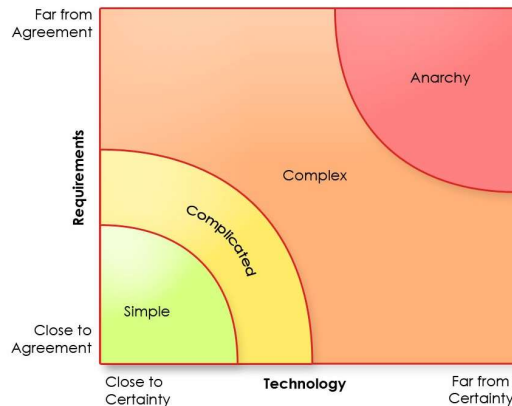 Far from
Agreement
Anarchy
Requirements
Complex
Complicated
Simple
Close to
Agreement
Close to
Certainty
Technology
Far from
Certainty